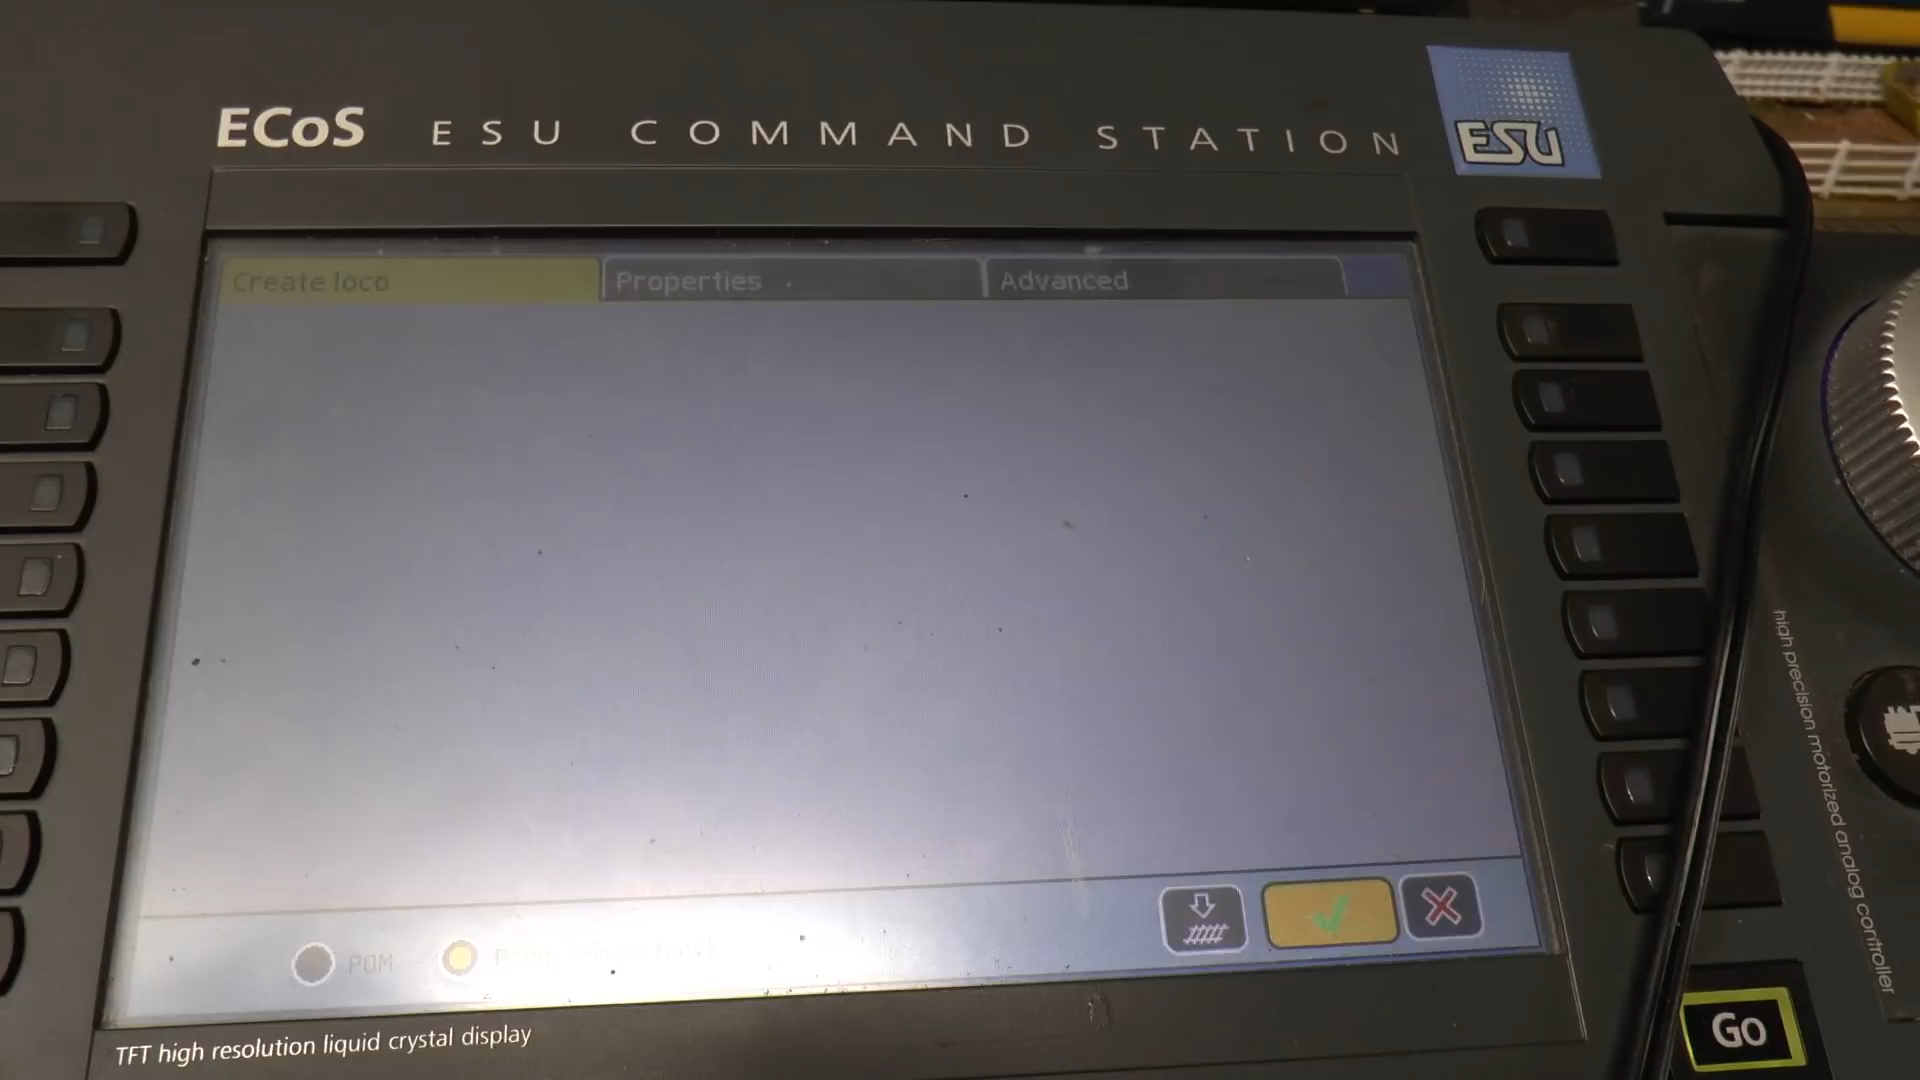 ECoS ESU COMMAND STATION
ESU
Create loco
Properties
Advanced
POM
TFT high resolution liquid crystal display
high precision motorized analog controller
Go